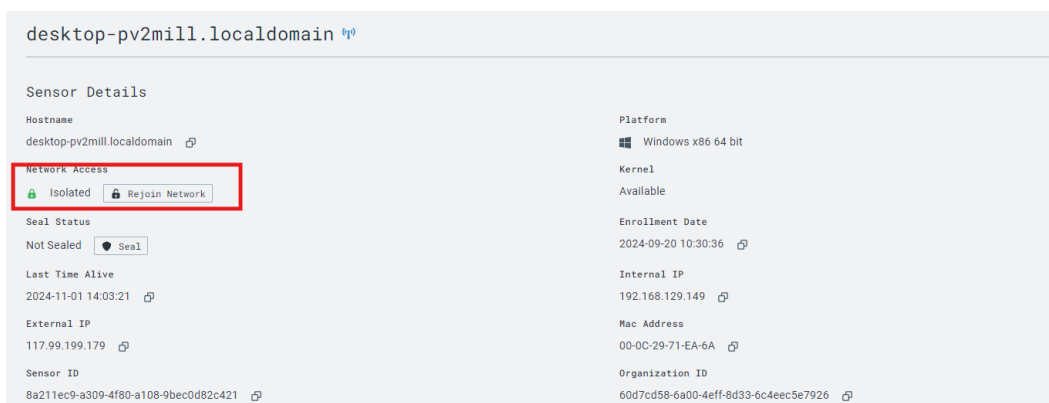 desktop-pv2mill.localdomain
Sensor Details
Hostname
desktop-pv2mill.localdomain
Platform
Windows x86 64 bit
Network Access
Isolated Rejoin Network
Kernel
Available
Seal Status
Not Sealed Seal
Enrollment Date
2024-09-20 10:30:36
Last Time Alive
2024-11-01 14:03:21
Internal IP
192.168.129.149
External IP
117.99.199.179
Mac Address
00-0C-29-71-EA-6A
Sensor ID
8a211ec9-a309-4f80-a108-9bec0d82c421
Organization ID
60d7cd58-6a00-4eff-8d33-6c4eec5e7926